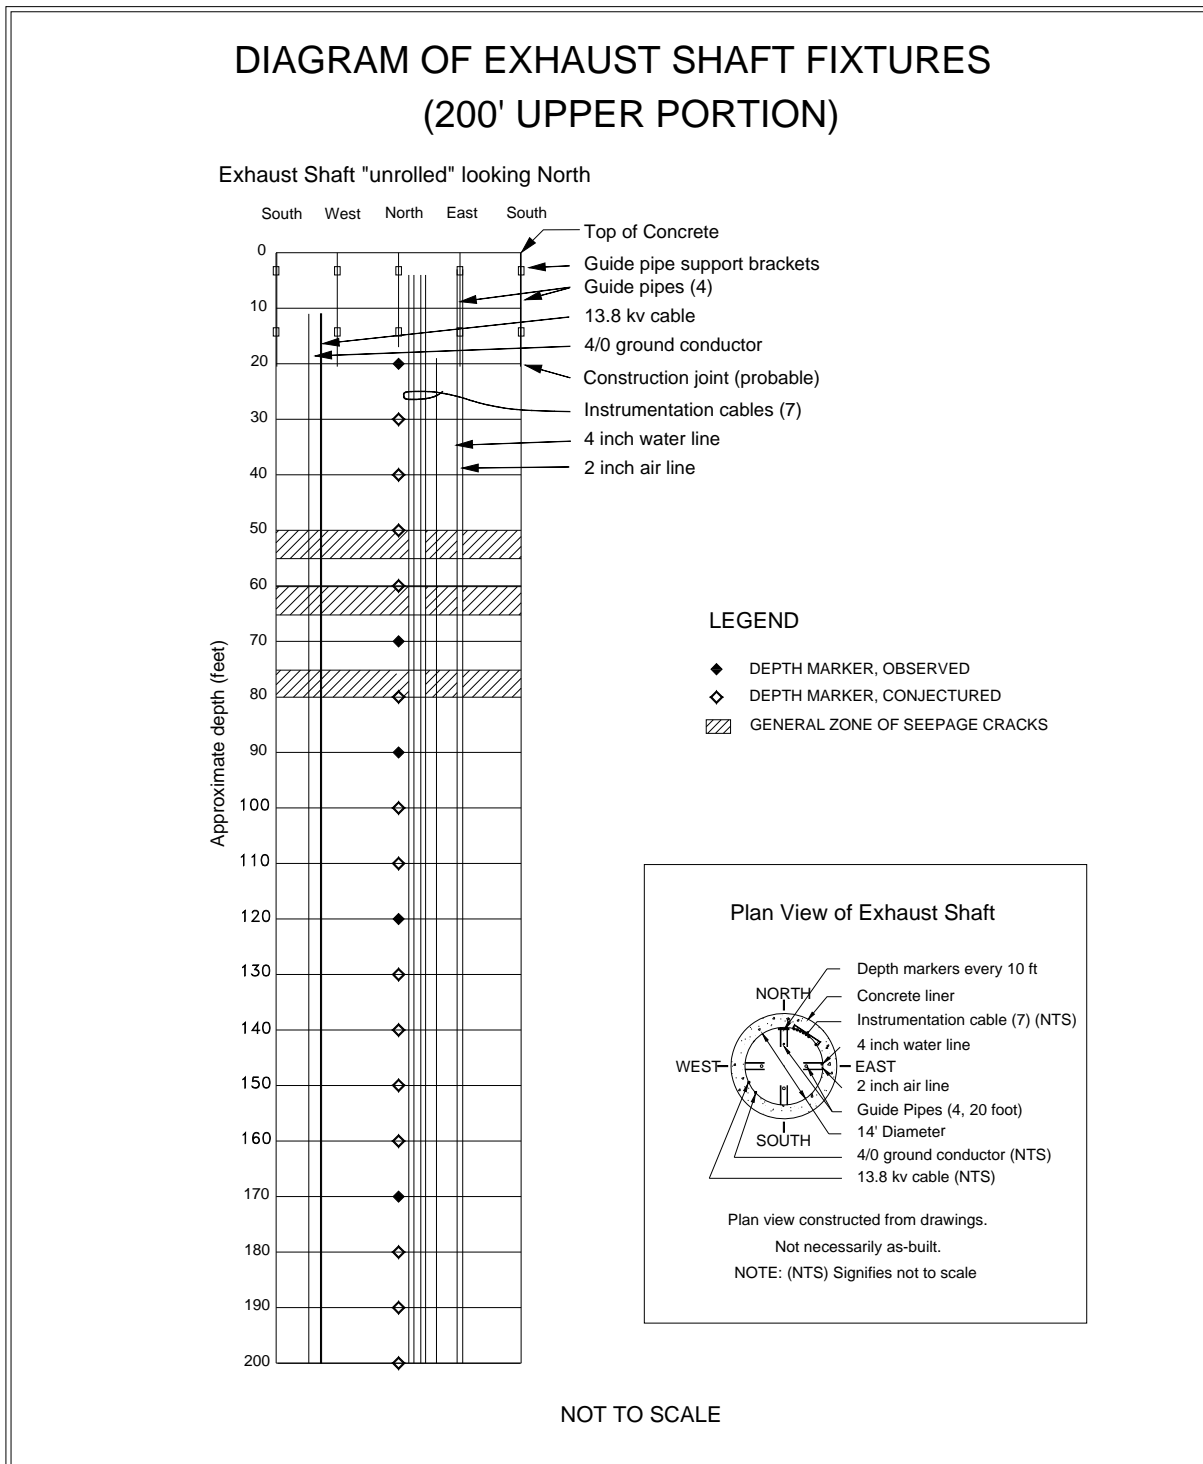 DIAGRAM OF EXHAUST SHAFT FIXTURES
(200' UPPER PORTION)
Exhaust Shaft "unrolled" looking North
South West North East South
Top of Concrete
Guide pipe support brackets
Guide pipes (4)
13.8 kv cable
4/0 ground conductor
Construction joint (probable)
Instrumentation cables (7)
4 inch water line
2 inch air line
0
10
20
30
40
50
60
70
80
90
100
110
120
130
140
150
160
170
180
190
200
Approximate depth (feet)
LEGEND
DEPTH MARKER, OBSERVED
DEPTH MARKER, CONJECTURED
GENERAL ZONE OF SEEPAGE CRACKS
Plan View of Exhaust Shaft
Depth markers every 10 ft
NORTH
Concrete liner
Instrumentation cable (7) (NTS)
4 inch water line
WEST
EAST
2 inch air line
Guide Pipes (4, 20 foot)
14' Diameter
SOUTH
4/0 ground conductor (NTS)
13.8 kv cable (NTS)
Plan view constructed from drawings.
Not necessarily as-built.
NOTE: (NTS) Signifies not to scale
NOT TO SCALE